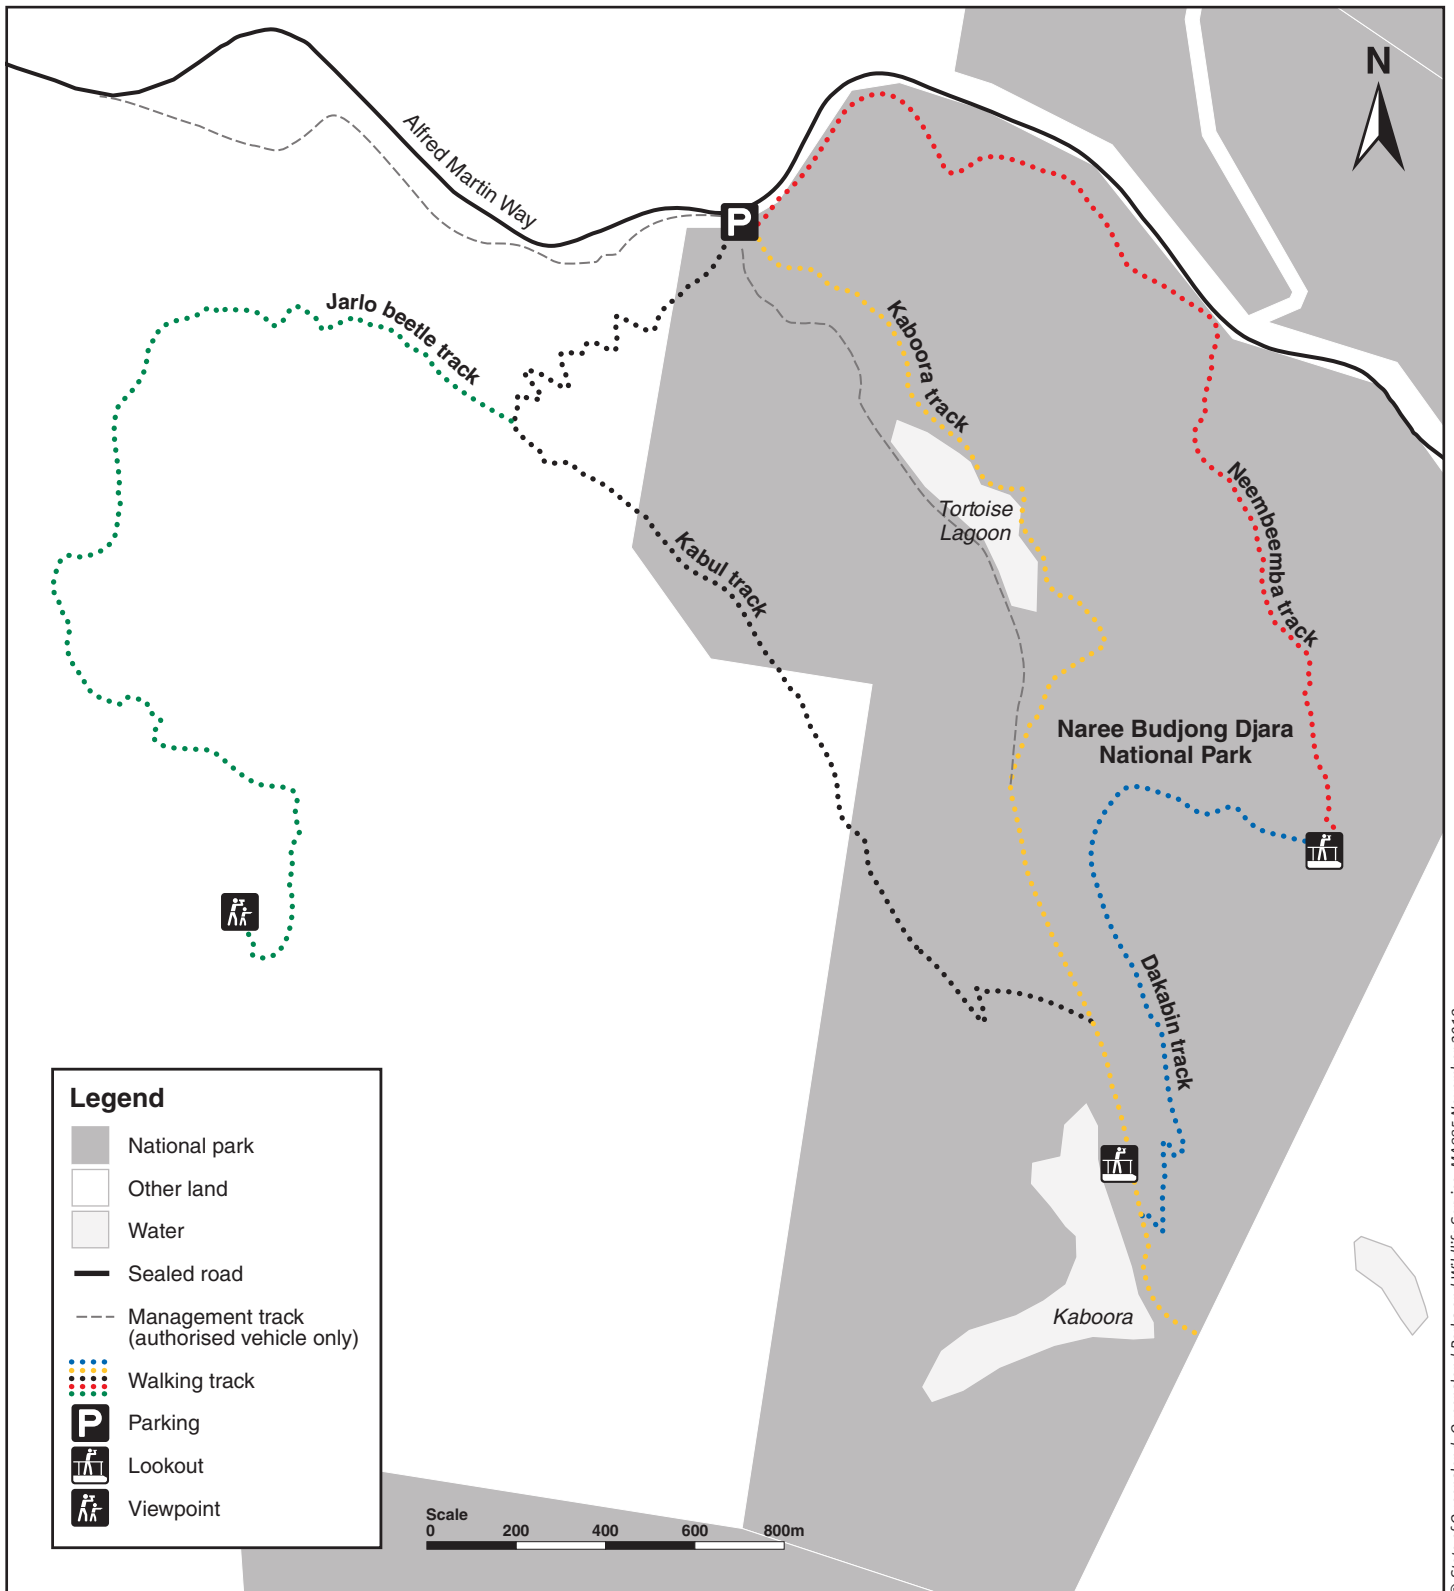 N
Alfred Martin Way
P
Jarlo beetle track
Kaboora track
Tortoise
Lagoon
Neembeemba track
Kabul track
Naree Budjong Djara
National Park
Dakabin track
Kaboora
Legend
National park
Other land
Water
Sealed road
Management track
(authorised vehicle only)
Walking track
P
Parking
Lookout
Viewpoint
Scale
0 200 400 600 800m